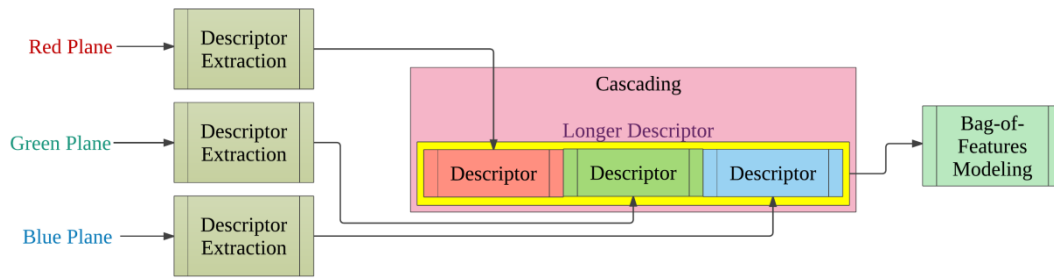 Red Plane
Descriptor
Extraction
Green Plane
Descriptor
Extraction
Blue Plane
Descriptor
Extraction
Cascading
Longer Descriptor
Descriptor
Descriptor
Descriptor
Bag-of-
Features
Modeling